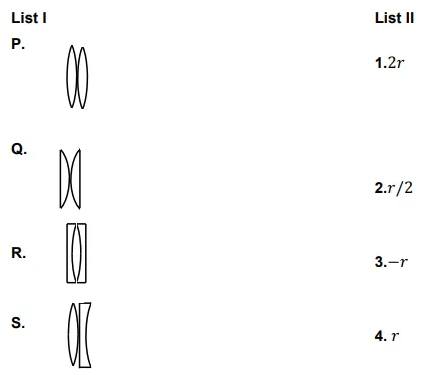 List I List II
P.
1.2r
Q.
2.r/2
R.
3.−r
S.
4. r